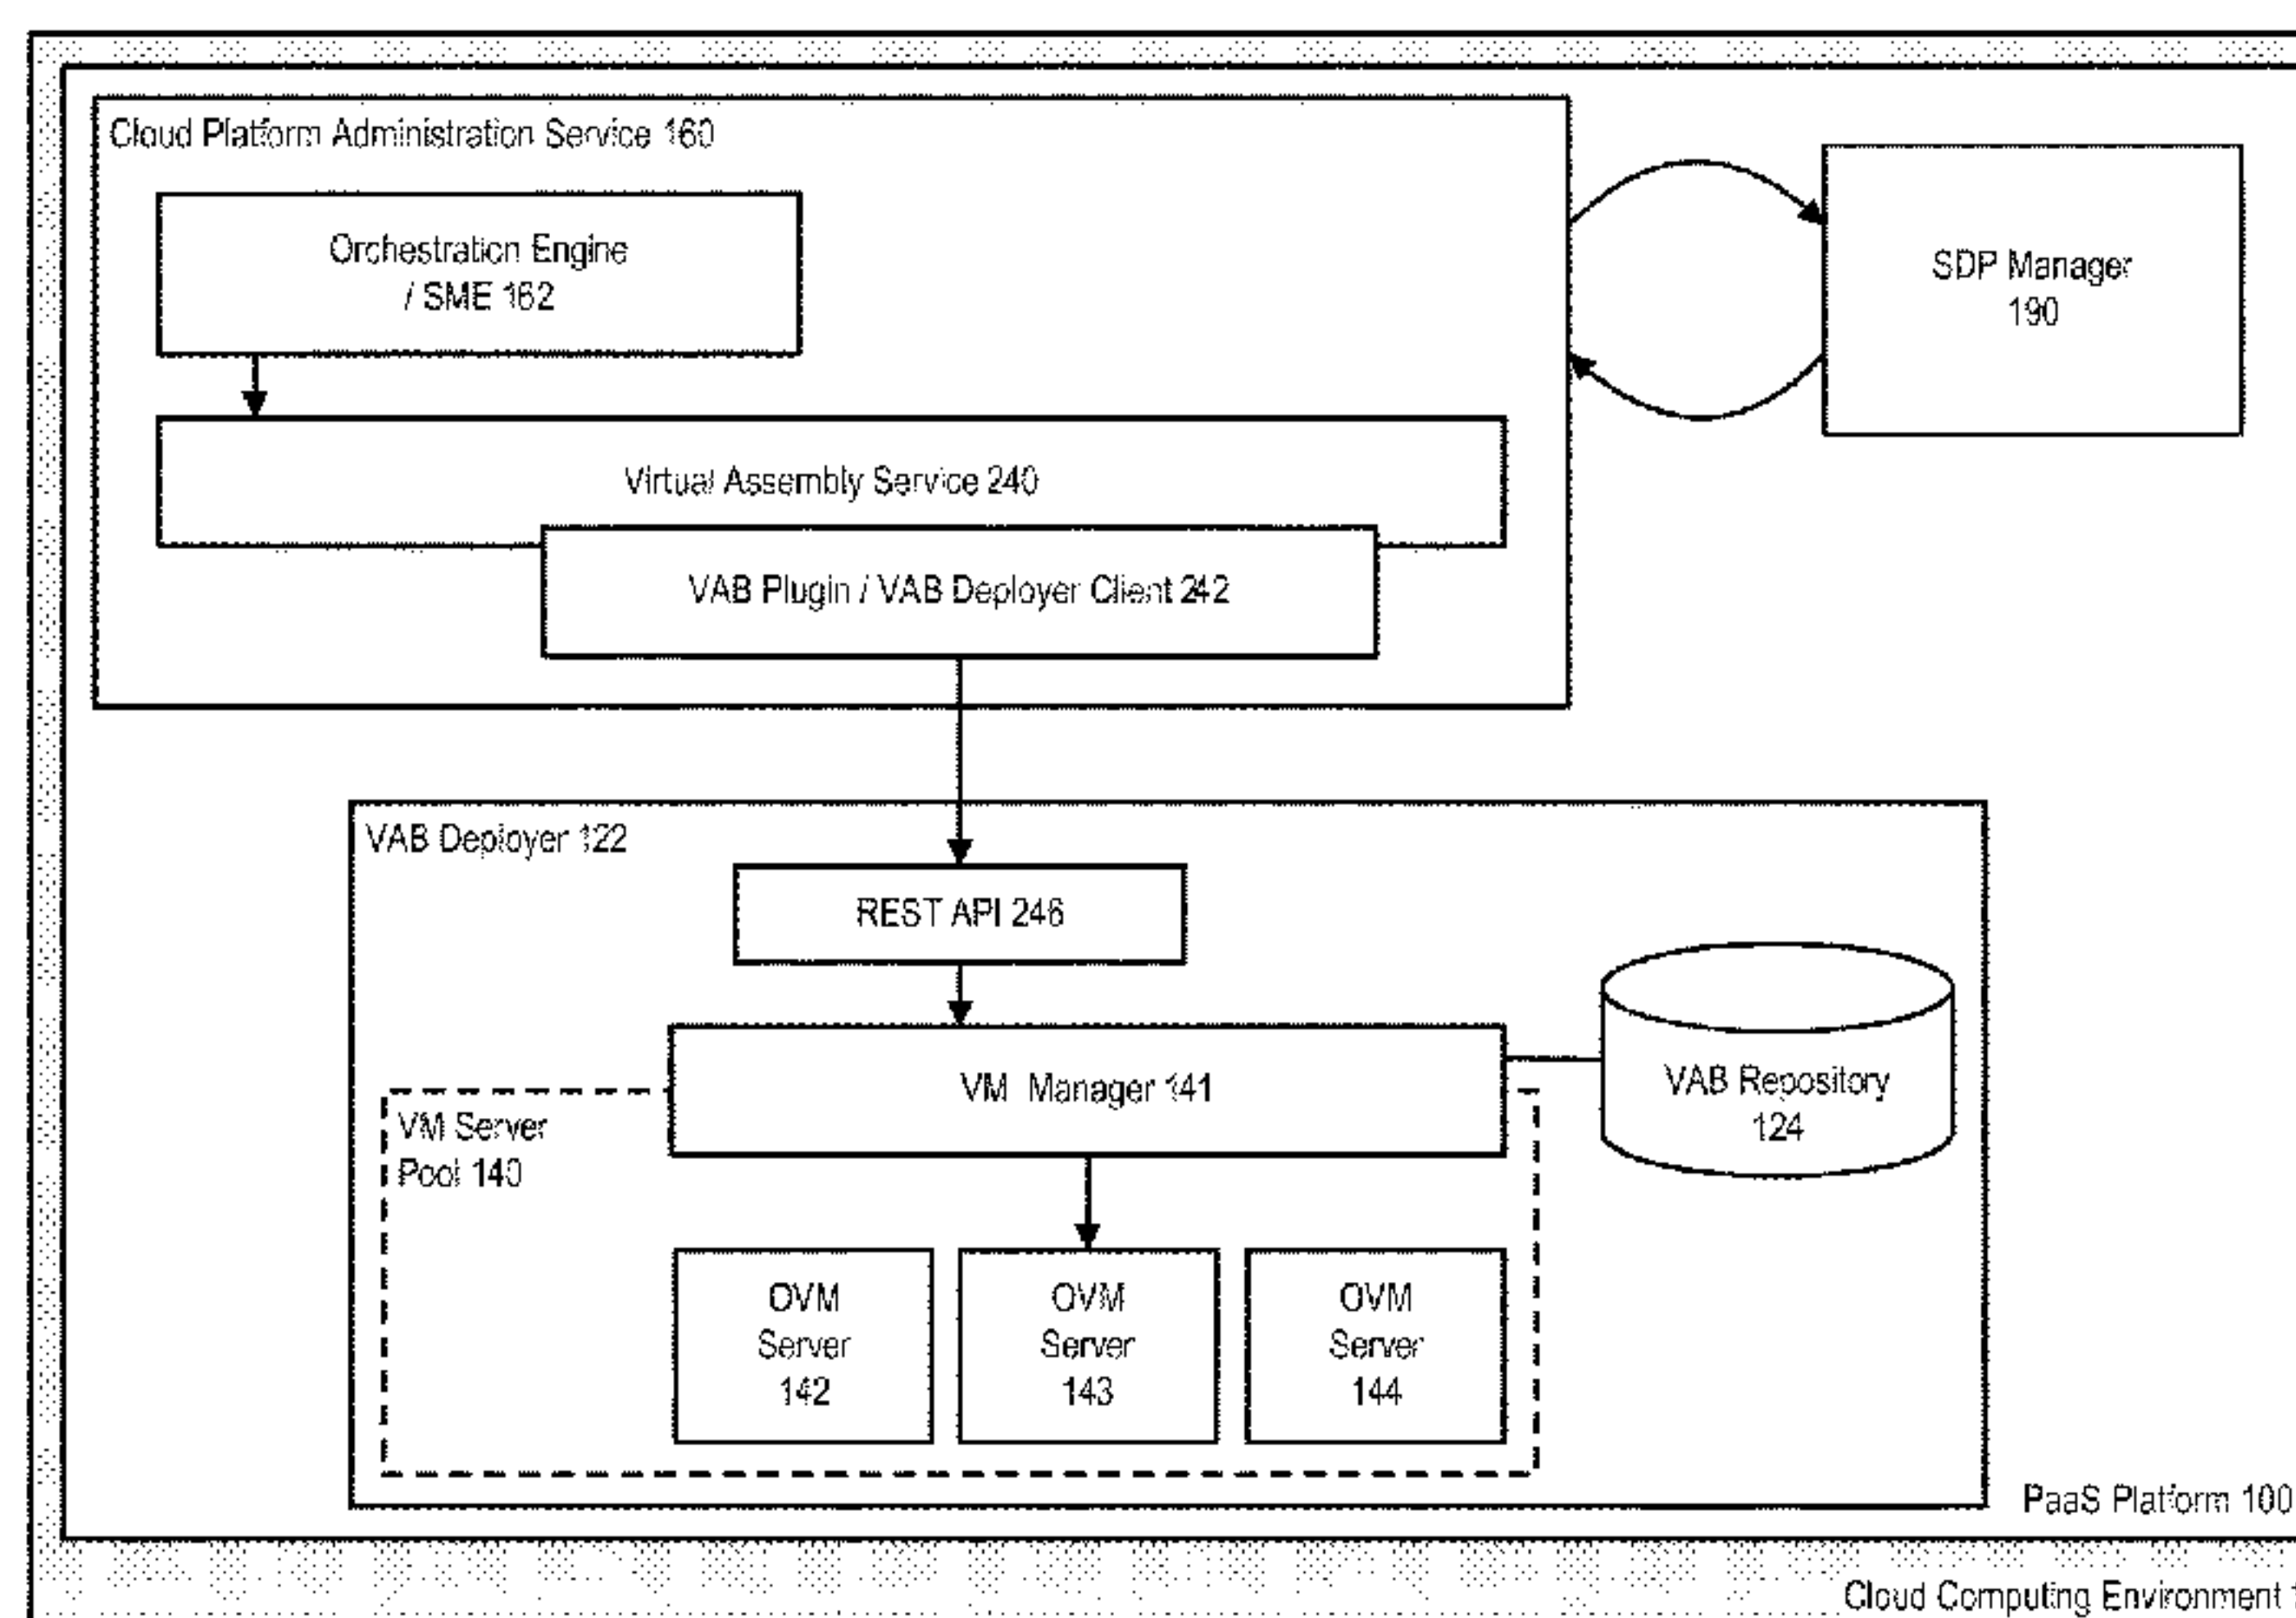 Cloud Platform Administration Service 160
Orchestration Engine
/ SME 162
SDP Manager
190
Virtual Assembly Service 240
VAB Plugin / VAB Deployer Client 242
VAB Deployer 122
REST API 246
VM Manager 141
VAB Repository
124
VM Server
Pool 140
OVM
Server
142
OVM
Server
143
OVM
Server
144
PaaS Platform 100
Cloud Computing Environment